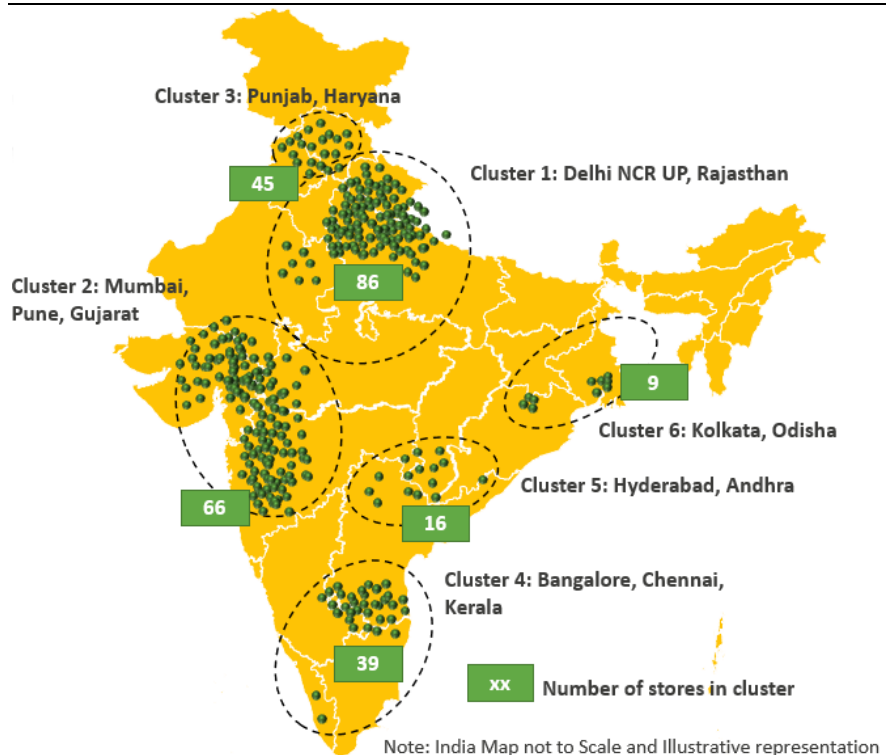 Cluster 3: Punjab, Haryana
45
Cluster 1: Delhi NCR UP, Rajasthan
86
Cluster 2: Mumbai,
Pune, Gujarat
66
9
Cluster 6: Kolkata, Odisha
Cluster 5: Hyderabad, Andhra
16
Cluster 4: Bangalore, Chennai,
Kerala
39
xx Number of stores in cluster
Note: India Map not to Scale and Illustrative representation